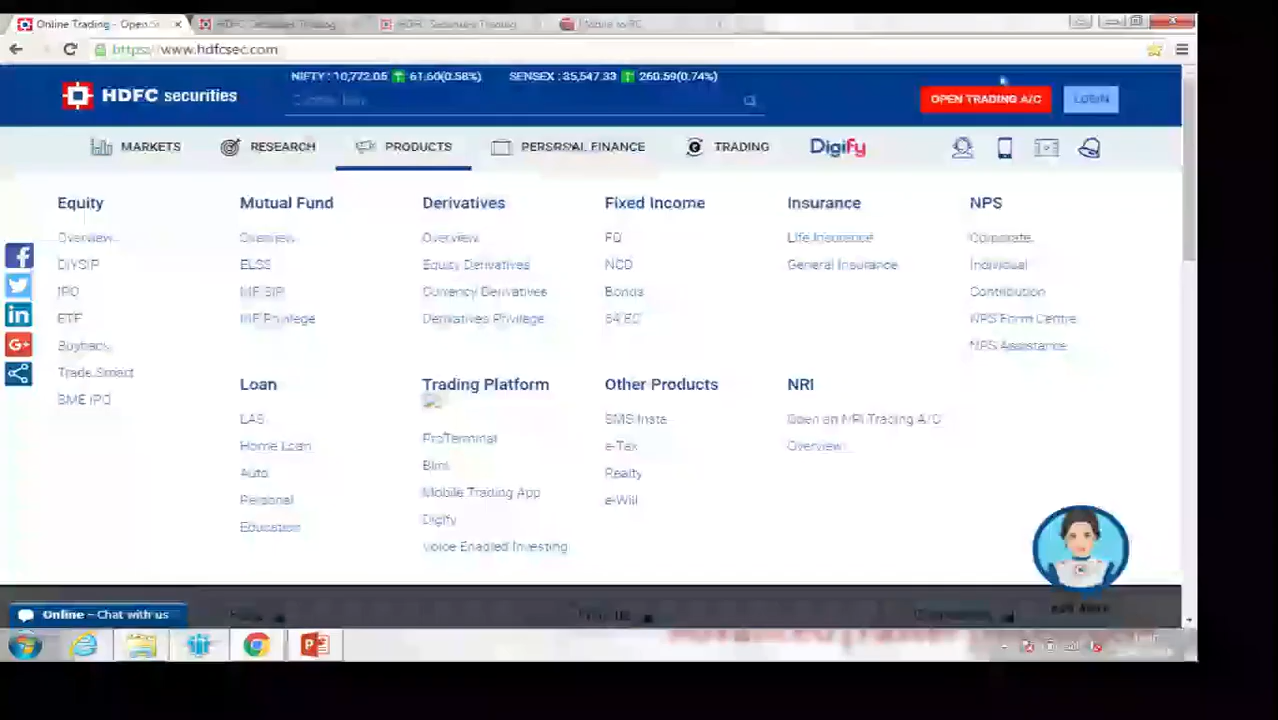 Online Trading - Open
HDFC Securities Trading
HDFC Securities Trading
Mobile to PC
https://www.hdfcsec.com
HDFC securities
NIFTY : 10,772.05 61.60(0.58%) SENSEX : 35,547.33 260.59(0.74%)
OPEN TRADING A/C
LOGIN
MARKETS RESEARCH PRODUCTS PERSONAL FINANCE TRADING Digify
Equity
Overview
DIYSIP
IPO
ETF
Buyback
Trade Smart
SME IPO
Mutual Fund
Overview
ELSS
MF SIP
MF Privilege
Derivatives
Overview
Equity Derivatives
Currency Derivatives
Derivatives Privilege
Fixed Income
FD
NCD
Bonds
54 EC
Insurance
Life Insurance
General Insurance
NPS
Corporate
Individual
Contribution
NPS Form Centre
NPS Assistance
Loan
LAS
Home Loan
Auto
Personal
Education
Trading Platform
ProTerminal
Blink
Mobile Trading App
Digify
Voice Enabled Investing
Other Products
SMS Insta
e-Tax
Realty
e-Will
NRI
Open an NRI Trading A/C
Overview
Online - Chat with us